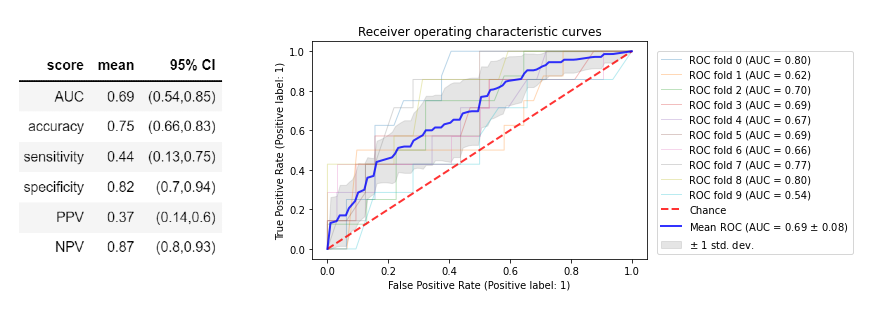 score mean 95% CI
AUC 0.69 (0.54,0.85)
accuracy 0.75 (0.66,0.83)
sensitivity 0.44 (0.13,0.75)
specificity 0.82 (0.7,0.94)
PPV 0.37 (0.14,0.6)
NPV 0.87 (0.8,0.93)
Receiver operating characteristic curves
True Positive Rate (Positive label: 1)
1.0
0.8
0.6
0.4
0.2
0.0
0.0 0.2 0.4 0.6 0.8 1.0
False Positive Rate (Positive label: 1)
ROC fold 0 (AUC = 0.80)
ROC fold 1 (AUC = 0.62)
ROC fold 2 (AUC = 0.70)
ROC fold 3 (AUC = 0.69)
ROC fold 4 (AUC = 0.67)
ROC fold 5 (AUC = 0.69)
ROC fold 6 (AUC = 0.66)
ROC fold 7 (AUC = 0.77)
ROC fold 8 (AUC = 0.80)
ROC fold 9 (AUC = 0.54)
Chance
Mean ROC (AUC = 0.69 ± 0.08)
± 1 std. dev.